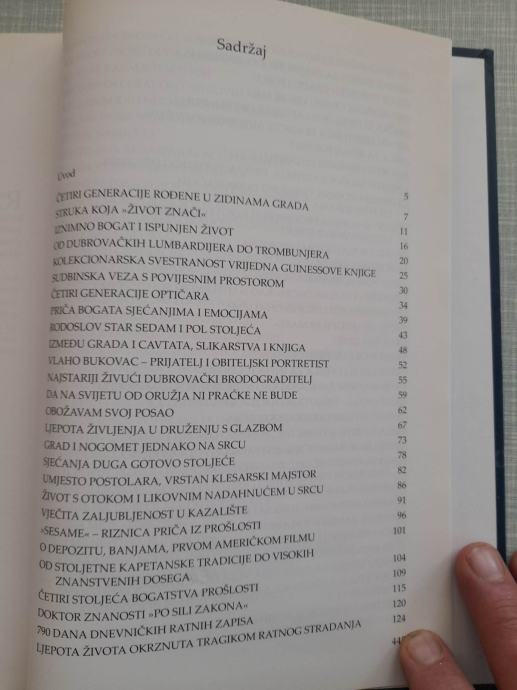 Sadržaj
Uvod 5
ČETIRI GENERACIJE ROĐENE U ZIDINAMA GRADA 7
STRUKA KOJA »ŽIVOT ZNAČI« 11
IZNIMNO BOGAT I ISPUNJEN ŽIVOT 16
OD DUBROVAČKIH LUMBARDIJERA DO TROMBUNJERA 20
KOLEKCIONARSKA SVESTRANOST VRIJEDNA GUINESSOVE KNJIGE 25
SUDBINSKA VEZA S POVIJESNIM PROSTOROM 30
ČETIRI GENERACIJE OPTIČARA 34
PRIČA BOGATA SJEĆANJIMA I EMOCIJAMA 39
RODOSLOV STAR SEDAM I POL STOLJEĆA 43
IZMEĐU GRADA I CAVTATA, SLIKARSTVA I KNJIGA 48
VLAHO BUKOVAC – PRIJATELJ I OBITELJSKI PORTRETIST 52
NAJSTARIJI ŽIVUĆI DUBROVAČKI BRODOGRADITELJ 55
DA NA SVIJETU OD ORUŽJA NI PRAĆKE NE BUDE 59
OBOŽAVAM SVOJ POSAO 62
LJEPOTA ŽIVLJENJA U DRUŽENJU S GLAZBOM 67
GRAD I NOGOMET JEDNAKO NA SRCU 73
SJEĆANJA DUGA GOTOVO STOLJEĆE 78
UMJESTO POSTOLARA, VRSTAN KLESARSKI MAJSTOR 82
ŽIVOT S OTOKOM I LIKOVNIM NADAHNUĆEM U SRCU 86
VJEČITA ZALJUBLJENOST U KAZALIŠTE 91
»SESAME« – RIZNICA PRIČA IZ PROŠLOSTI 96
O DEPOZITU, BANJAMA, PRVOM AMERIČKOM FILMU 101
OD STOLJETNE KAPETANSKE TRADICIJE DO VISOKIH
ZNANSTVENIH DOSEGA 104
ČETIRI STOLJEĆA BOGATSTVA PROŠLOSTI 109
DOKTOR ZNANOSTI »PO SILI ZAKONA« 115
790 DANA DNEVNIČKIH RATNIH ZAPISA 120
LJEPOTA ŽIVOTA OKRZNUTA TRAGIKOM RATNOG STRADANJA 124